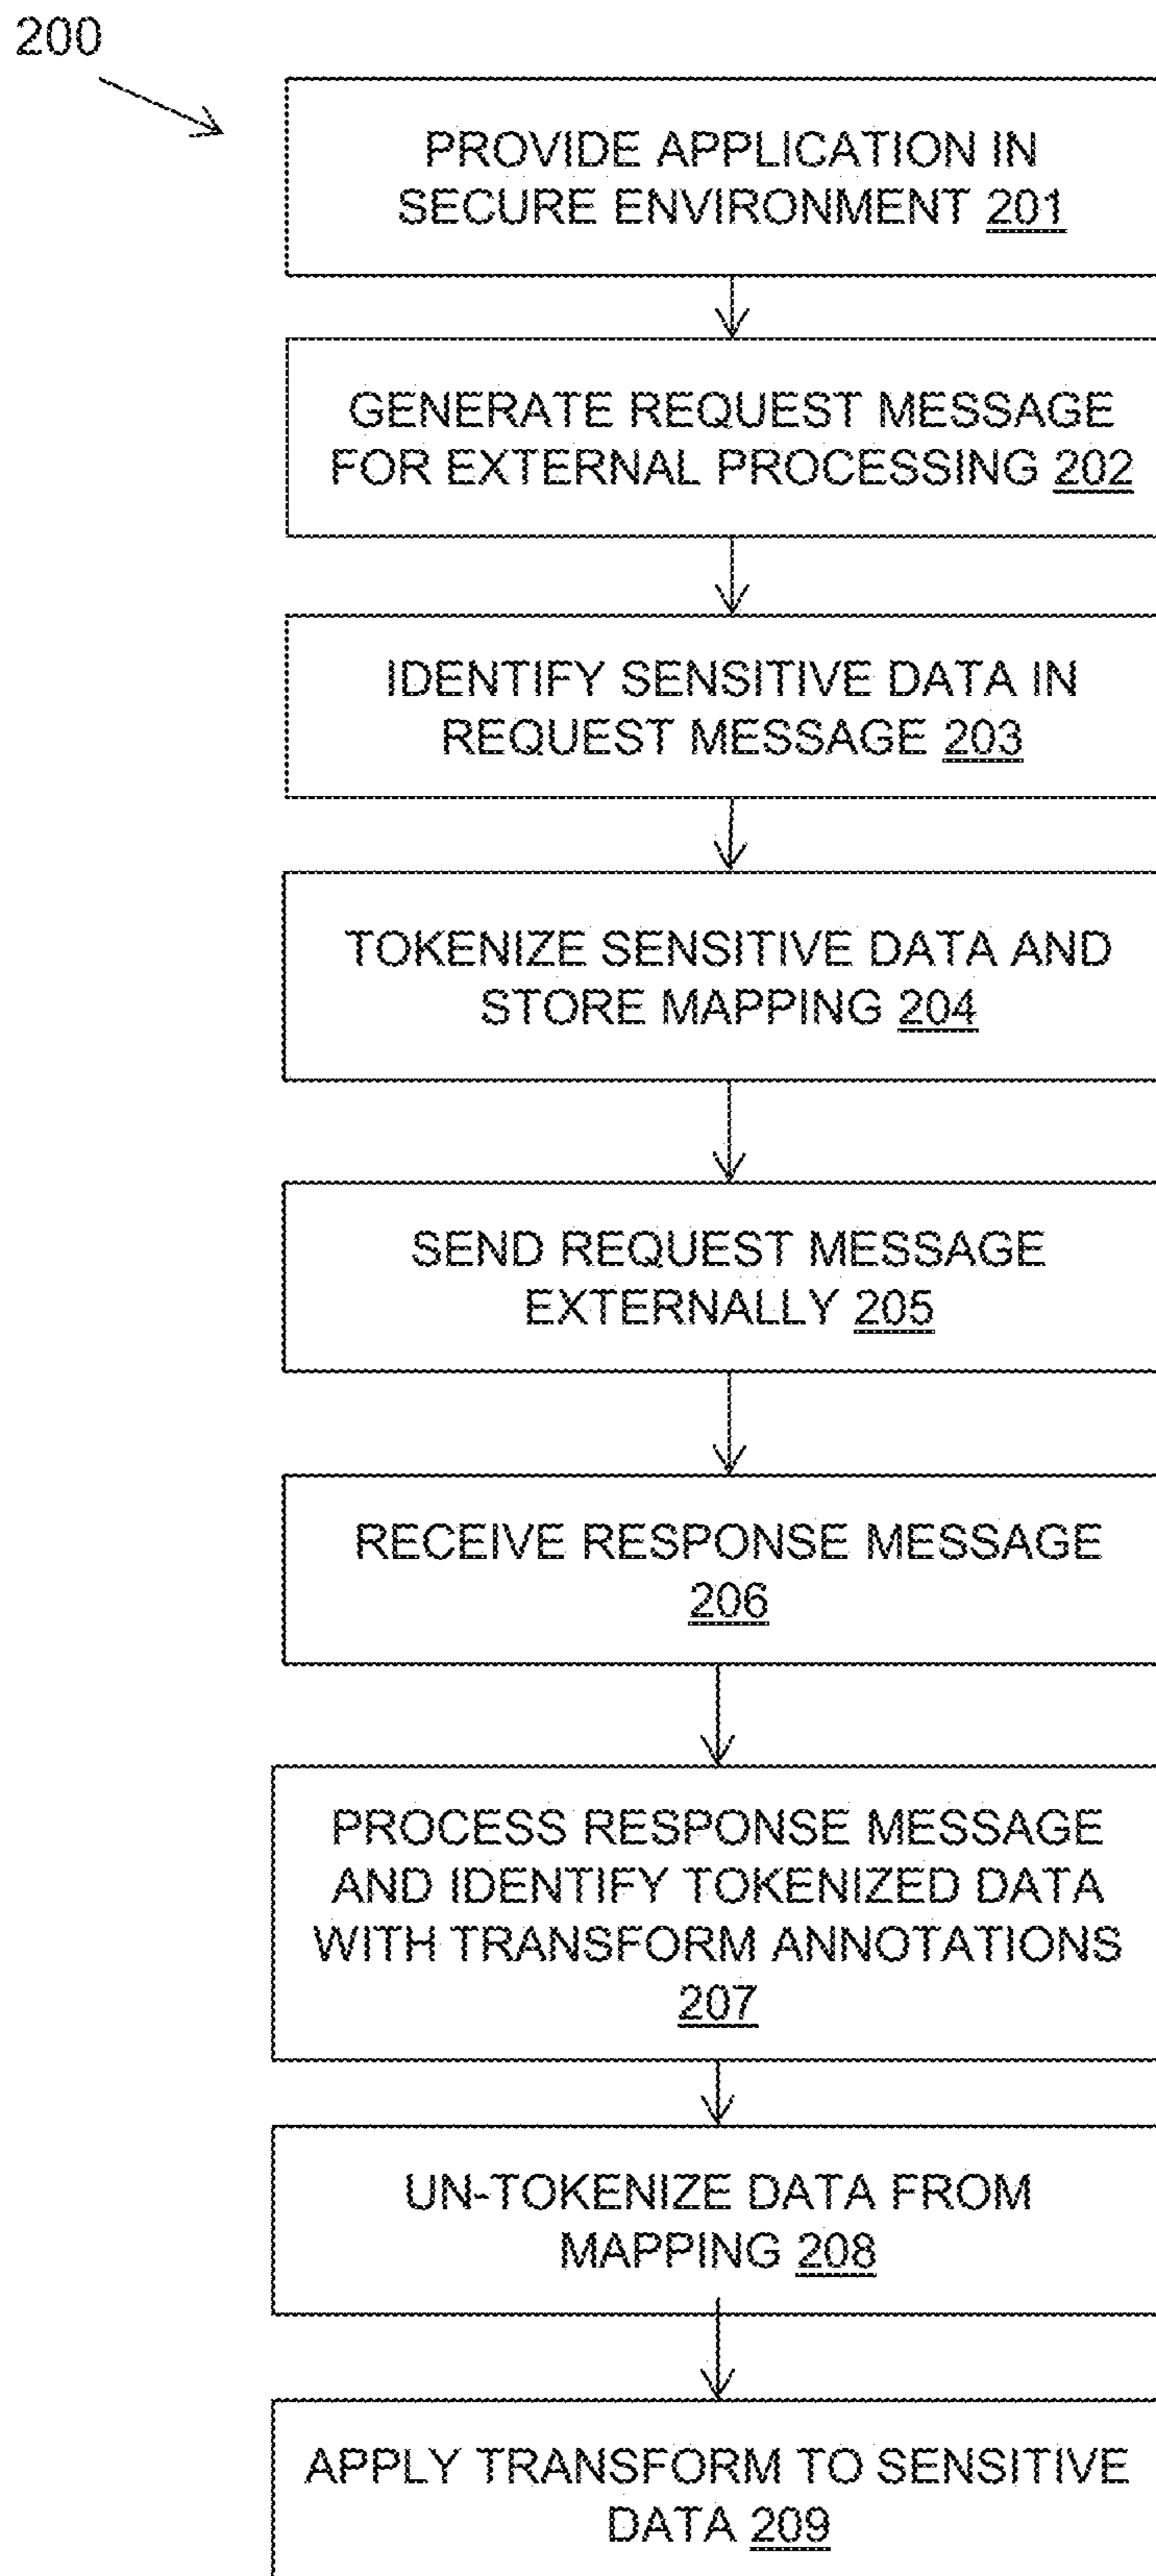 200
PROVIDE APPLICATION IN
SECURE ENVIRONMENT 201
GENERATE REQUEST MESSAGE
FOR EXTERNAL PROCESSING 202
IDENTIFY SENSITIVE DATA IN
REQUEST MESSAGE 203
TOKENIZE SENSITIVE DATA AND
STORE MAPPING 204
SEND REQUEST MESSAGE
EXTERNALLY 205
RECEIVE RESPONSE MESSAGE
206
PROCESS RESPONSE MESSAGE
AND IDENTIFY TOKENIZED DATA
WITH TRANSFORM ANNOTATIONS
207
UN-TOKENIZE DATA FROM
MAPPING 208
APPLY TRANSFORM TO SENSITIVE
DATA 209